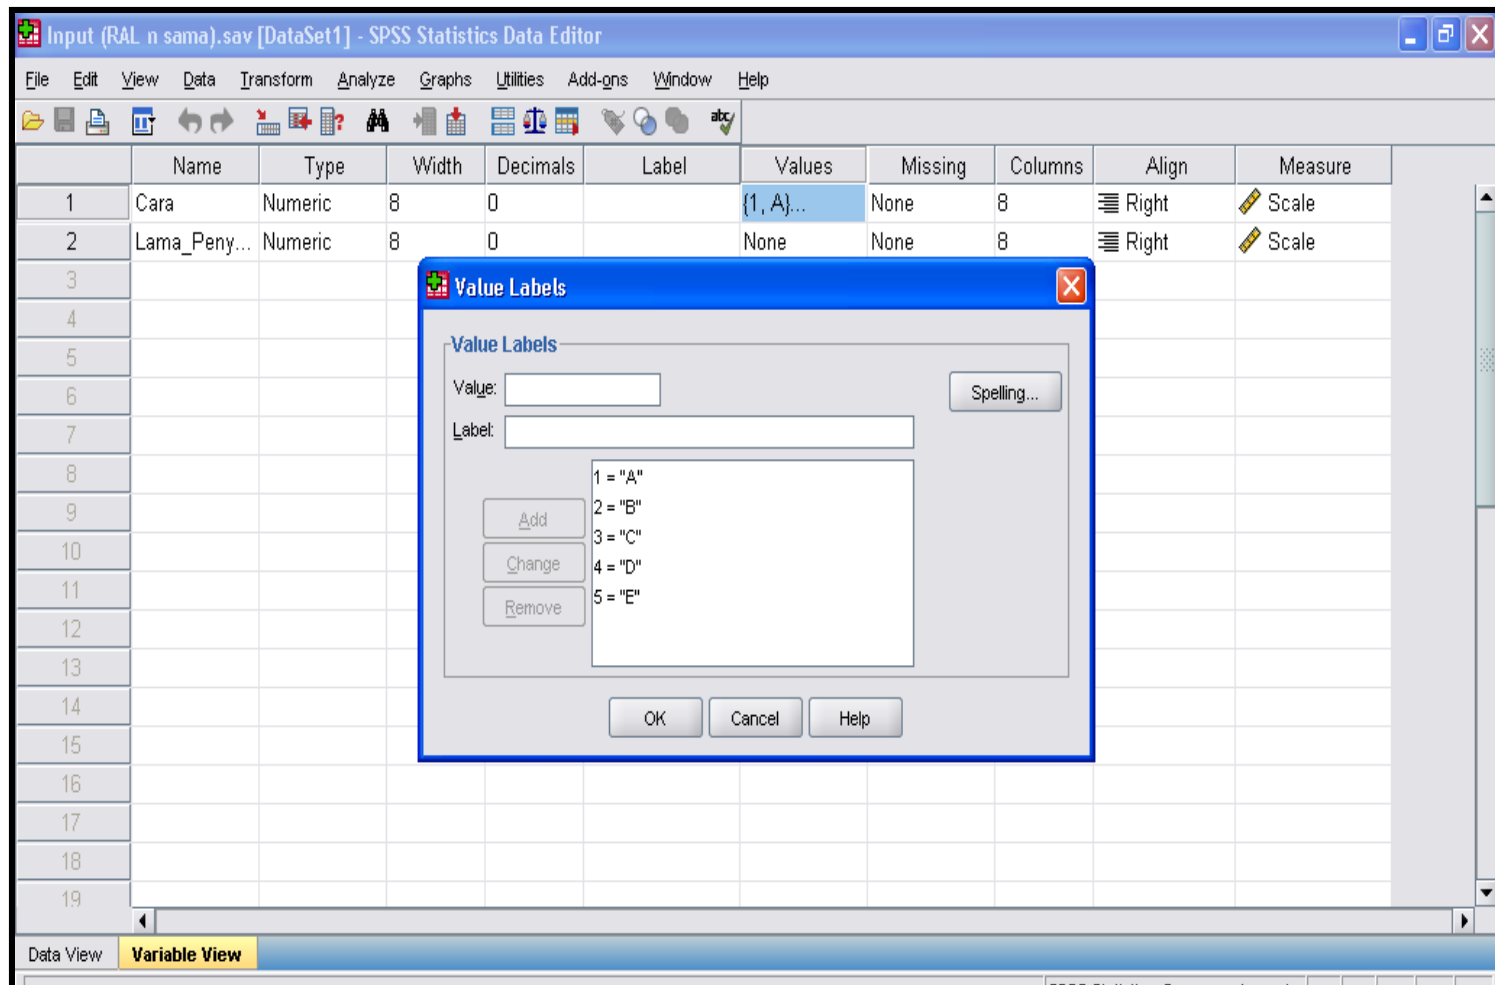 Input (RAL n sama).sav [DataSet1] - SPSS Statistics Data Editor
File Edit View Data Transform Analyze Graphs Utilities Add-ons Window Help
Name Type Width Decimals Label Values Missing Columns Align Measure
1 Cara Numeric 8 0 {1, A}... None 8 Right Scale
2 Lama_Peny... Numeric 8 0 None None 8 Right Scale
3
4
5
6
7
8
9
10
11
12
13
14
15
16
17
18
19
Value Labels
Value Labels
Value:
Spelling...
Label:
1 = "A"
2 = "B"
3 = "C"
4 = "D"
5 = "E"
Add
Change
Remove
OK Cancel Help
Data View Variable View